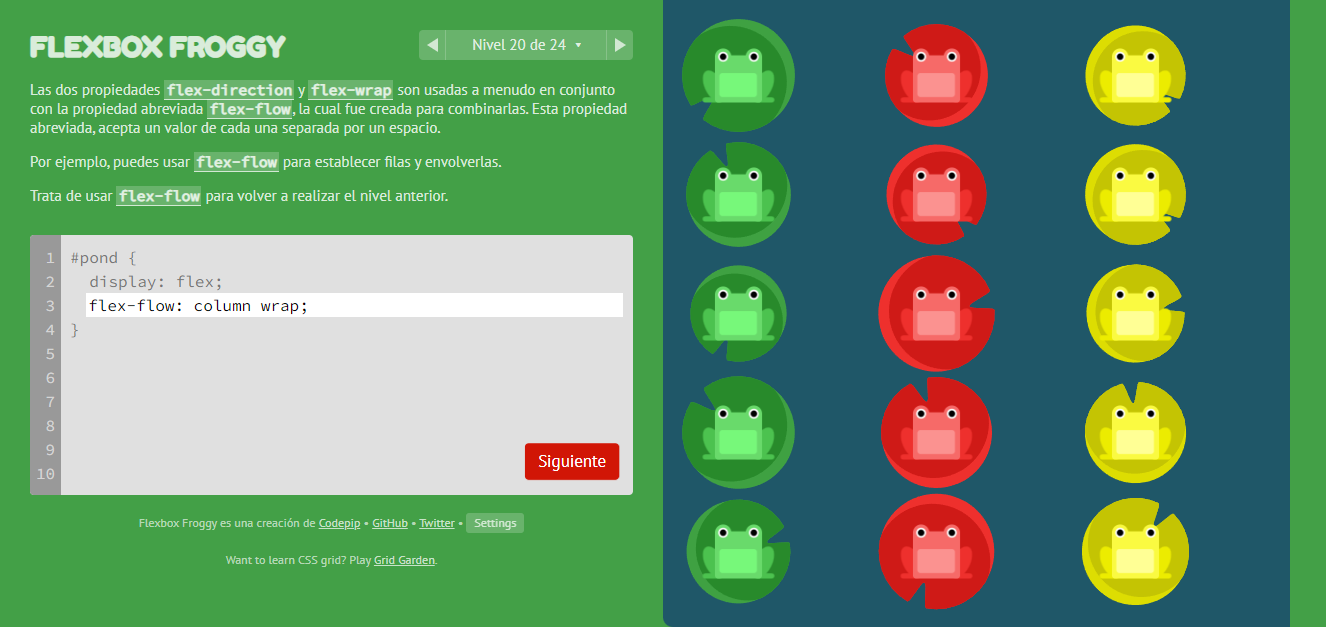 FLEXBOX FROGGY
Nivel 20 de 24
Las dos propiedades flex-direction y flex-wrap son usadas a menudo en conjunto
con la propiedad abreviada flex-flow, la cual fue creada para combinarlas. Esta propiedad
abreviada, acepta un valor de cada una separada por un espacio.
Por ejemplo, puedes usar flex-flow para establecer filas y envolverlas.
Trata de usar flex-flow para volver a realizar el nivel anterior.
1 #pond {
2 display: flex;
3 flex-flow: column wrap;
4 }
5
6
7
8
9
10
Siguiente
Flexbox Froggy es una creación de Codepip • GitHub • Twitter • Settings
Want to learn CSS grid? Play Grid Garden.